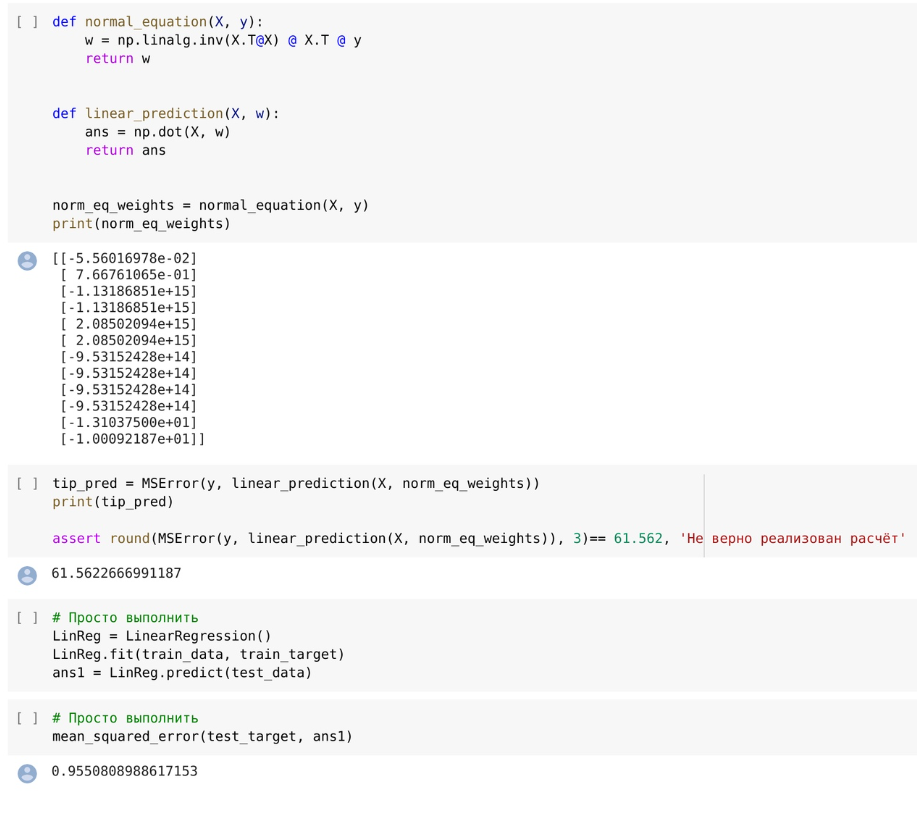 [ ] def normal_equation(X, y):
w = np.linalg.inv(X.T@X) @ X.T @ y
return w
def linear_prediction(X, w):
ans = np.dot(X, w)
return ans
norm_eq_weights = normal_equation(X, y)
print(norm_eq_weights)
[[-5.56016978e-02]
[ 7.66761065e-01]
[-1.13186851e+15]
[-1.13186851e+15]
[ 2.08502094e+15]
[ 2.08502094e+15]
[-9.53152428e+14]
[-9.53152428e+14]
[-9.53152428e+14]
[-9.53152428e+14]
[-1.31037500e+01]
[-1.00092187e+01]]
[ ] tip_pred = MSError(y, linear_prediction(X, norm_eq_weights))
print(tip_pred)
assert round(MSError(y, linear_prediction(X, norm_eq_weights)), 3)== 61.562, 'Не верно реализован расчёт'
61.5622666991187
[ ] # Просто выполнить
LinReg = LinearRegression()
LinReg.fit(train_data, train_target)
ans1 = LinReg.predict(test_data)
[ ] # Просто выполнить
mean_squared_error(test_target, ans1)
0.9550808988617153